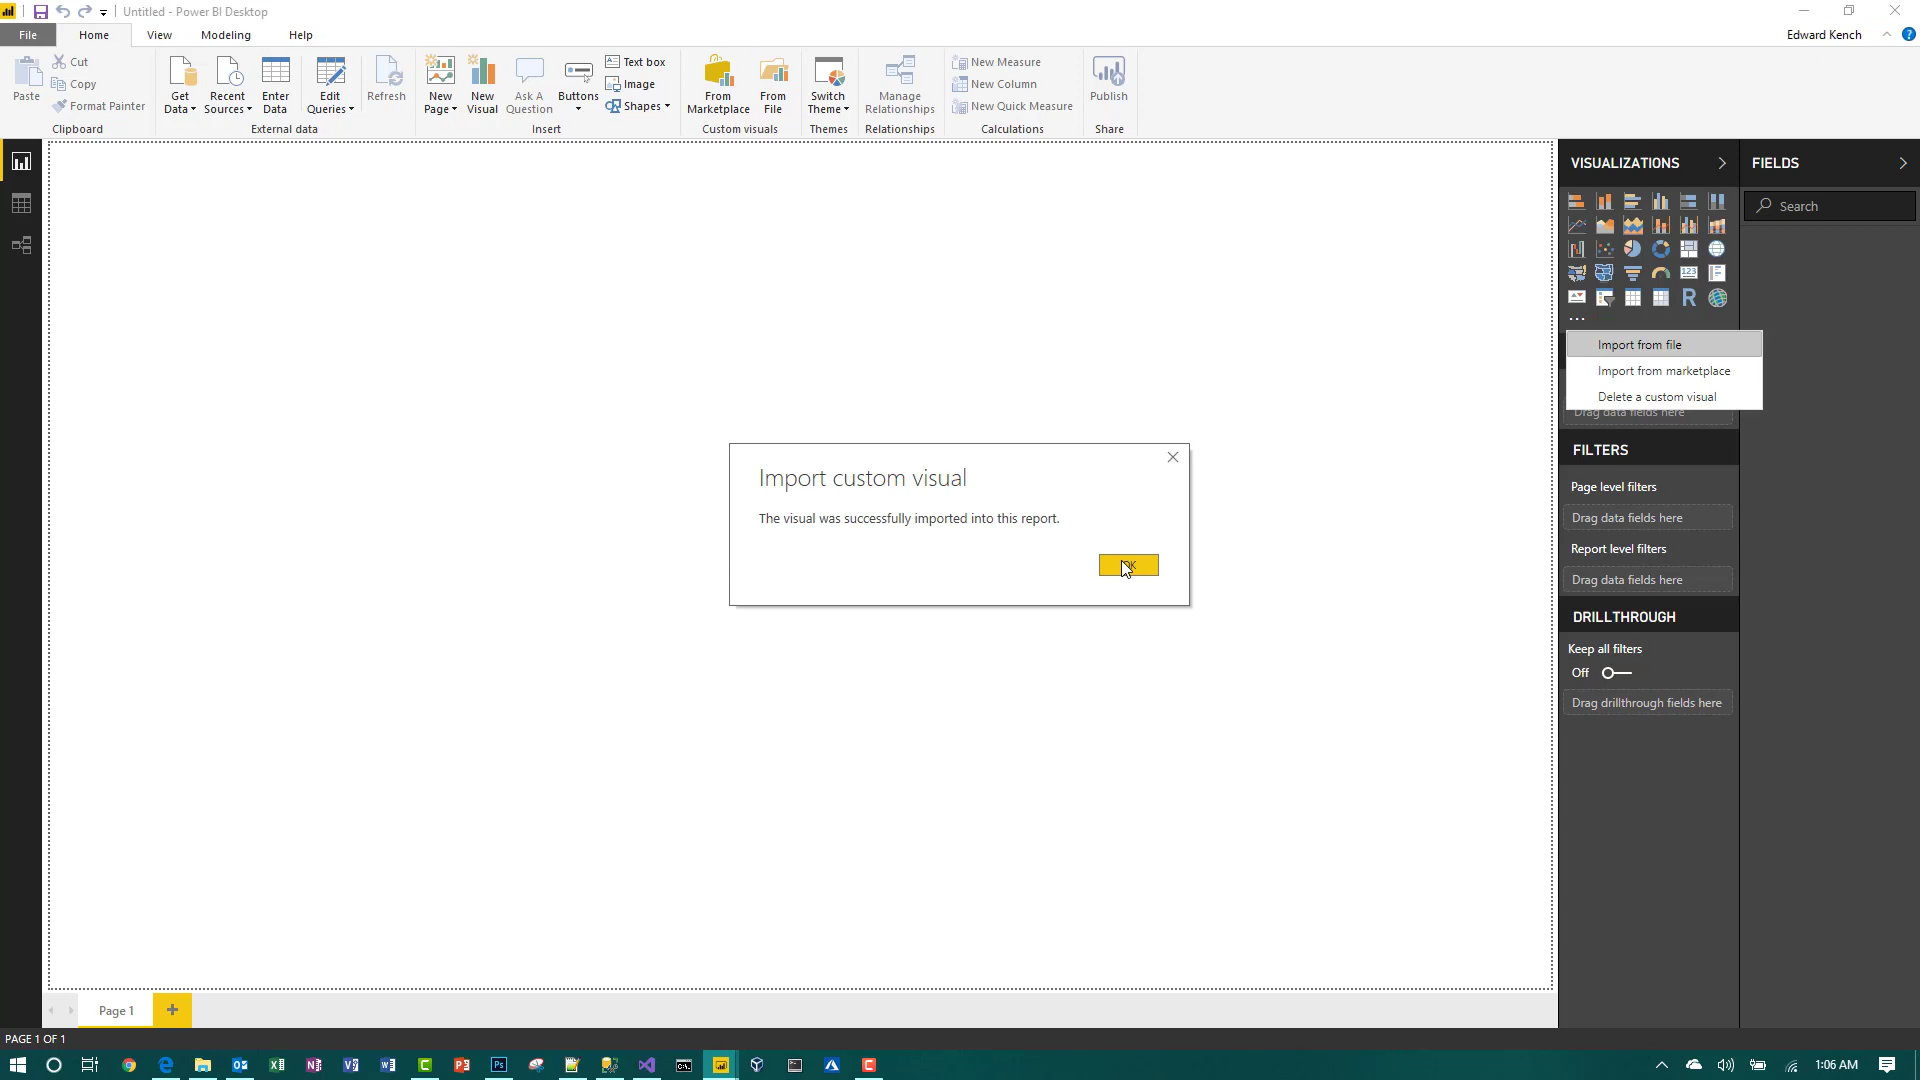 Untitled - Power BI Desktop
File
Home
View
Modeling
Help
Edward Kench
Paste
Cut
Copy
Format Painter
Clipboard
Get Data
Recent Sources
Enter Data
Edit Queries
Refresh
External data
New Page
New Visual
Ask A Question
Buttons
Text box
Image
Shapes
Insert
From Marketplace
From File
Custom visuals
Switch Theme
Themes
Manage Relationships
Relationships
New Measure
New Column
New Quick Measure
Calculations
Publish
Share
VISUALIZATIONS
FIELDS
Search
Import from file
Import from marketplace
Delete a custom visual
Drag data fields here
FILTERS
Page level filters
Drag data fields here
Report level filters
Drag data fields here
DRILLTHROUGH
Keep all filters
Off
Drag drillthrough fields here
Import custom visual
The visual was successfully imported into this report.
OK
Page 1
PAGE 1 OF 1
1:06 AM